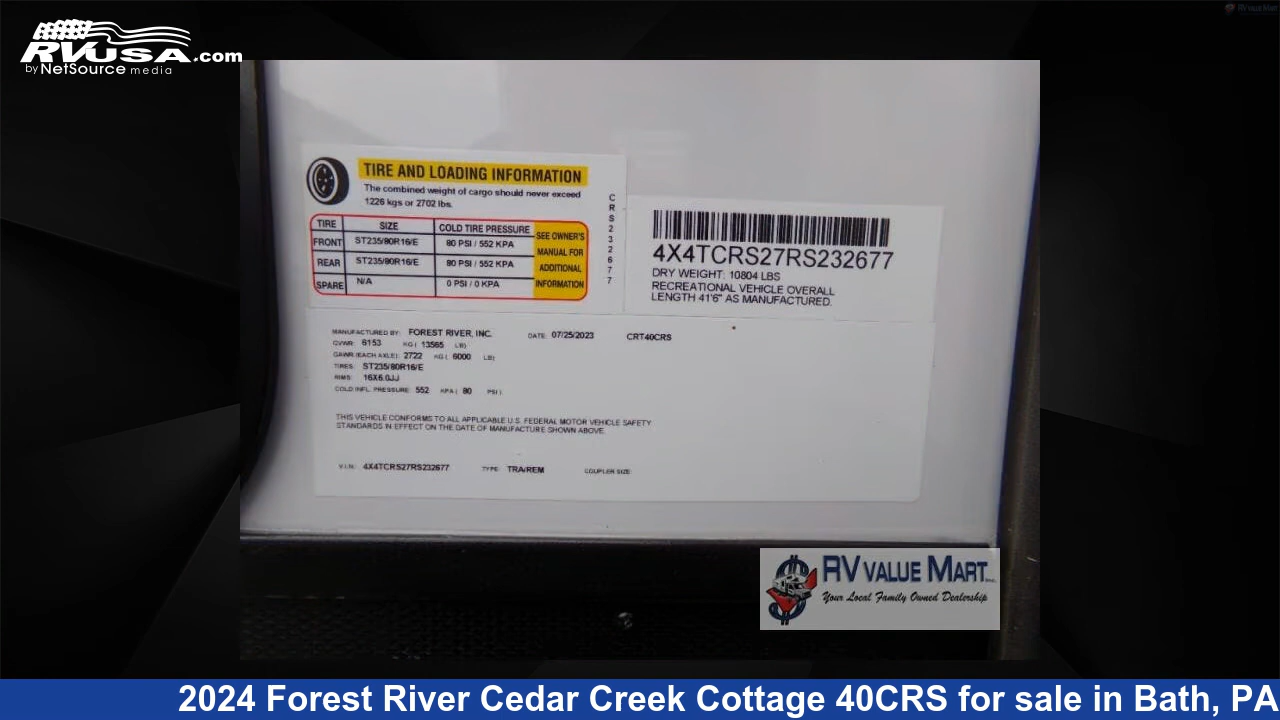 RVUSA.com
by NetSource media
RV Value Mart
TIRE AND LOADING INFORMATION
The combined weight of cargo should never exceed
1226 kgs or 2702 lbs.
TIRE SIZE COLD TIRE PRESSURE
FRONT ST235/80R16/E 80 PSI / 552 KPA
REAR ST235/80R16/E 80 PSI / 552 KPA
SPARE N/A 0 PSI / 0 KPA
SEE OWNER'S
MANUAL FOR
ADDITIONAL
INFORMATION
CRS232677
4X4TCRS27RS232677
DRY WEIGHT: 10804 LBS
RECREATIONAL VEHICLE OVERALL
LENGTH 41'6" AS MANUFACTURED.
MANUFACTURED BY: FOREST RIVER, INC. DATE: 07/25/2023 CRT40CRS
GVWR: 6153 KG ( 13565 LB)
GAWR (EACH AXLE): 2722 KG ( 6000 LB)
TIRES: ST235/80R16/E
RIMS: 16X6.0JJ
COLD INFL. PRESSURE: 552 KPA ( 80 PSI )
THIS VEHICLE CONFORMS TO ALL APPLICABLE U.S. FEDERAL MOTOR VEHICLE SAFETY
STANDARDS IN EFFECT ON THE DATE OF MANUFACTURE SHOWN ABOVE.
V.I.N.: 4X4TCRS27RS232677 TYPE: TRA/REM COUPLER SIZE:
RV VALUE MART INC.
Your Local Family Owned Dealership
2024 Forest River Cedar Creek Cottage 40CRS for sale in Bath, PA